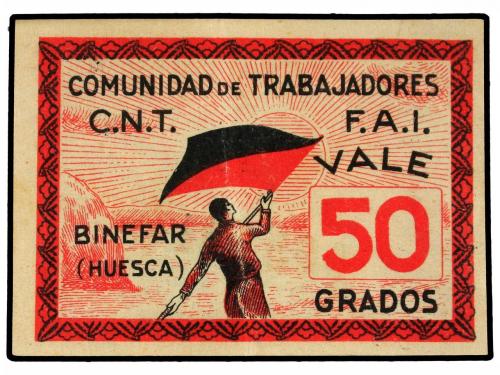 COMUNIDAD DE TRABAJADORES
C.N.T. F.A.I.
VALE
50
GRADOS
BINEFAR
(HUESCA)